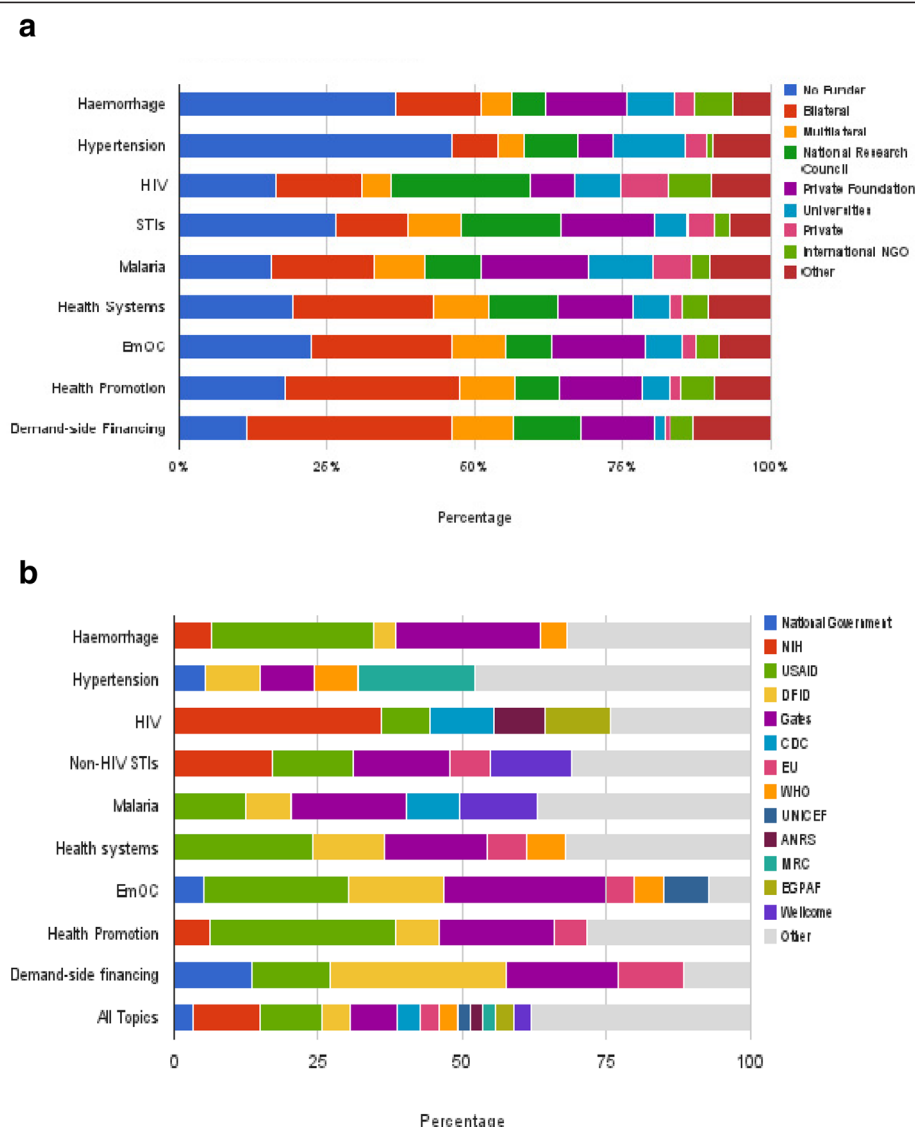 a
Haemorrhage
Hypertension
HIV
STIs
Malaria
Health Systems
EmOC
Health Promotion
Demand-side Financing
0%
25%
50%
75%
100%
Percentage
No Funder
Bilateral
Multilateral
National Research
Council
Private Foundation
Universities
Private
International NGO
Other
b
Haemorrhage
Hypertension
HIV
Non-HIV STIs
Malaria
Health systems
EmOC
Health Promotion
Demand-side financing
All Topics
0
25
50
75
100
Percentage
National Government
NIH
USAID
DFID
Gates
CDC
EU
WHO
UNICEF
ANRS
MRC
EGPAF
Wellcome
Other